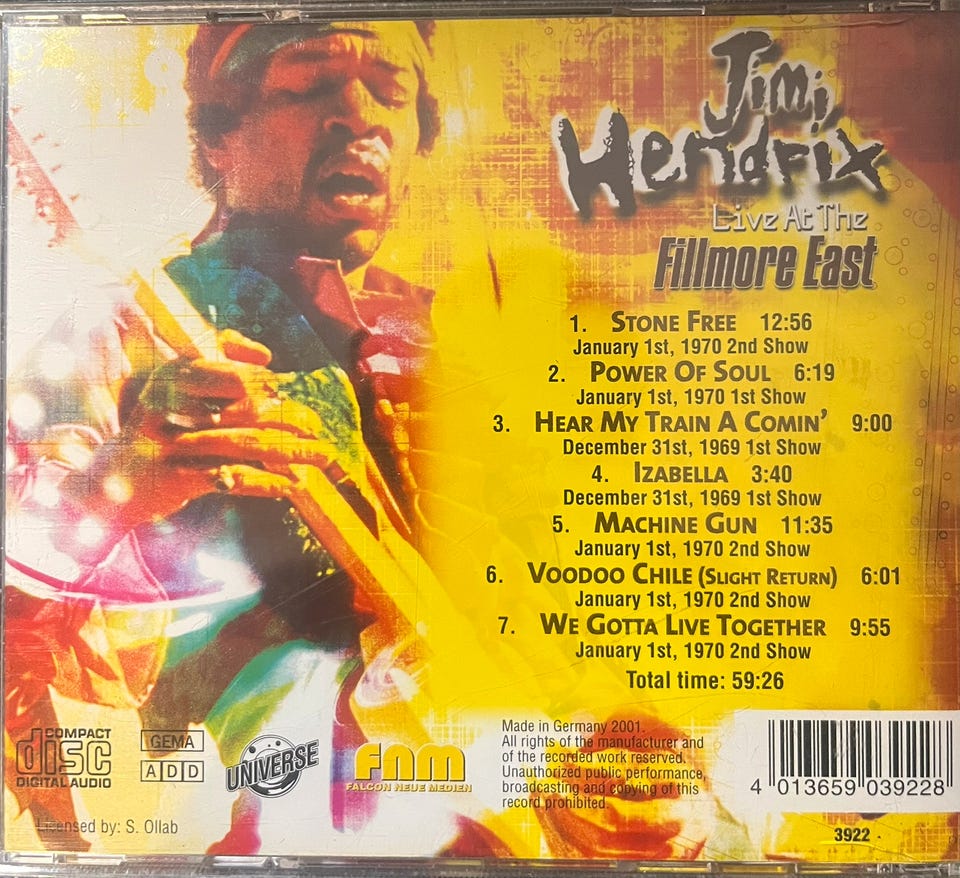 Jimi
Hendrix
Live At The
Fillmore East
1. STONE FREE 12:56
January 1st, 1970 2nd Show
2. POWER OF SOUL 6:19
January 1st, 1970 1st Show
3. HEAR MY TRAIN A COMIN' 9:00
December 31st, 1969 1st Show
4. IZABELLA 3:40
December 31st, 1969 1st Show
5. MACHINE GUN 11:35
January 1st, 1970 2nd Show
6. VOODOO CHILE (SLIGHT RETURN) 6:01
January 1st, 1970 2nd Show
7. WE GOTTA LIVE TOGETHER 9:55
January 1st, 1970 2nd Show
Total time: 59:26
COMPACT
disc
DIGITAL AUDIO
GEMA
ADD
UNIVERSE
FNM
FALCON NEUE MEDIEN
Made in Germany 2001.
All rights of the manufacturer and
of the recorded work reserved.
Unauthorized public performance,
broadcasting and copying of this
record prohibited.
4 013659 039228
3922
Licensed by: S. Ollab